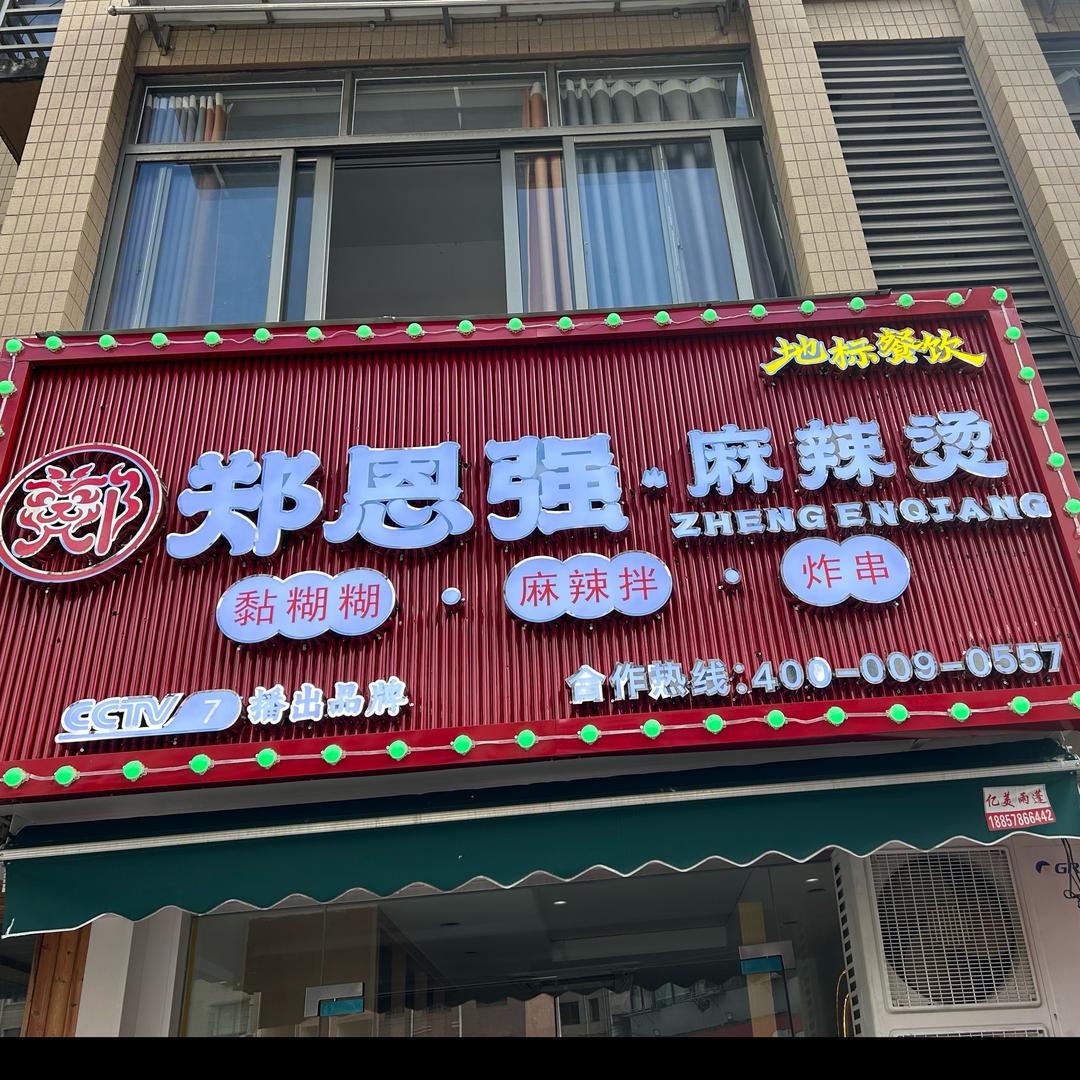 地标餐饮
鄭
郑恩强·麻辣烫
ZHENG ENQIANG
黏糊糊·麻辣拌·炸串
CCTV 7 播出品牌
合作热线:400-009-0557
亿美雨蓬
18857866442